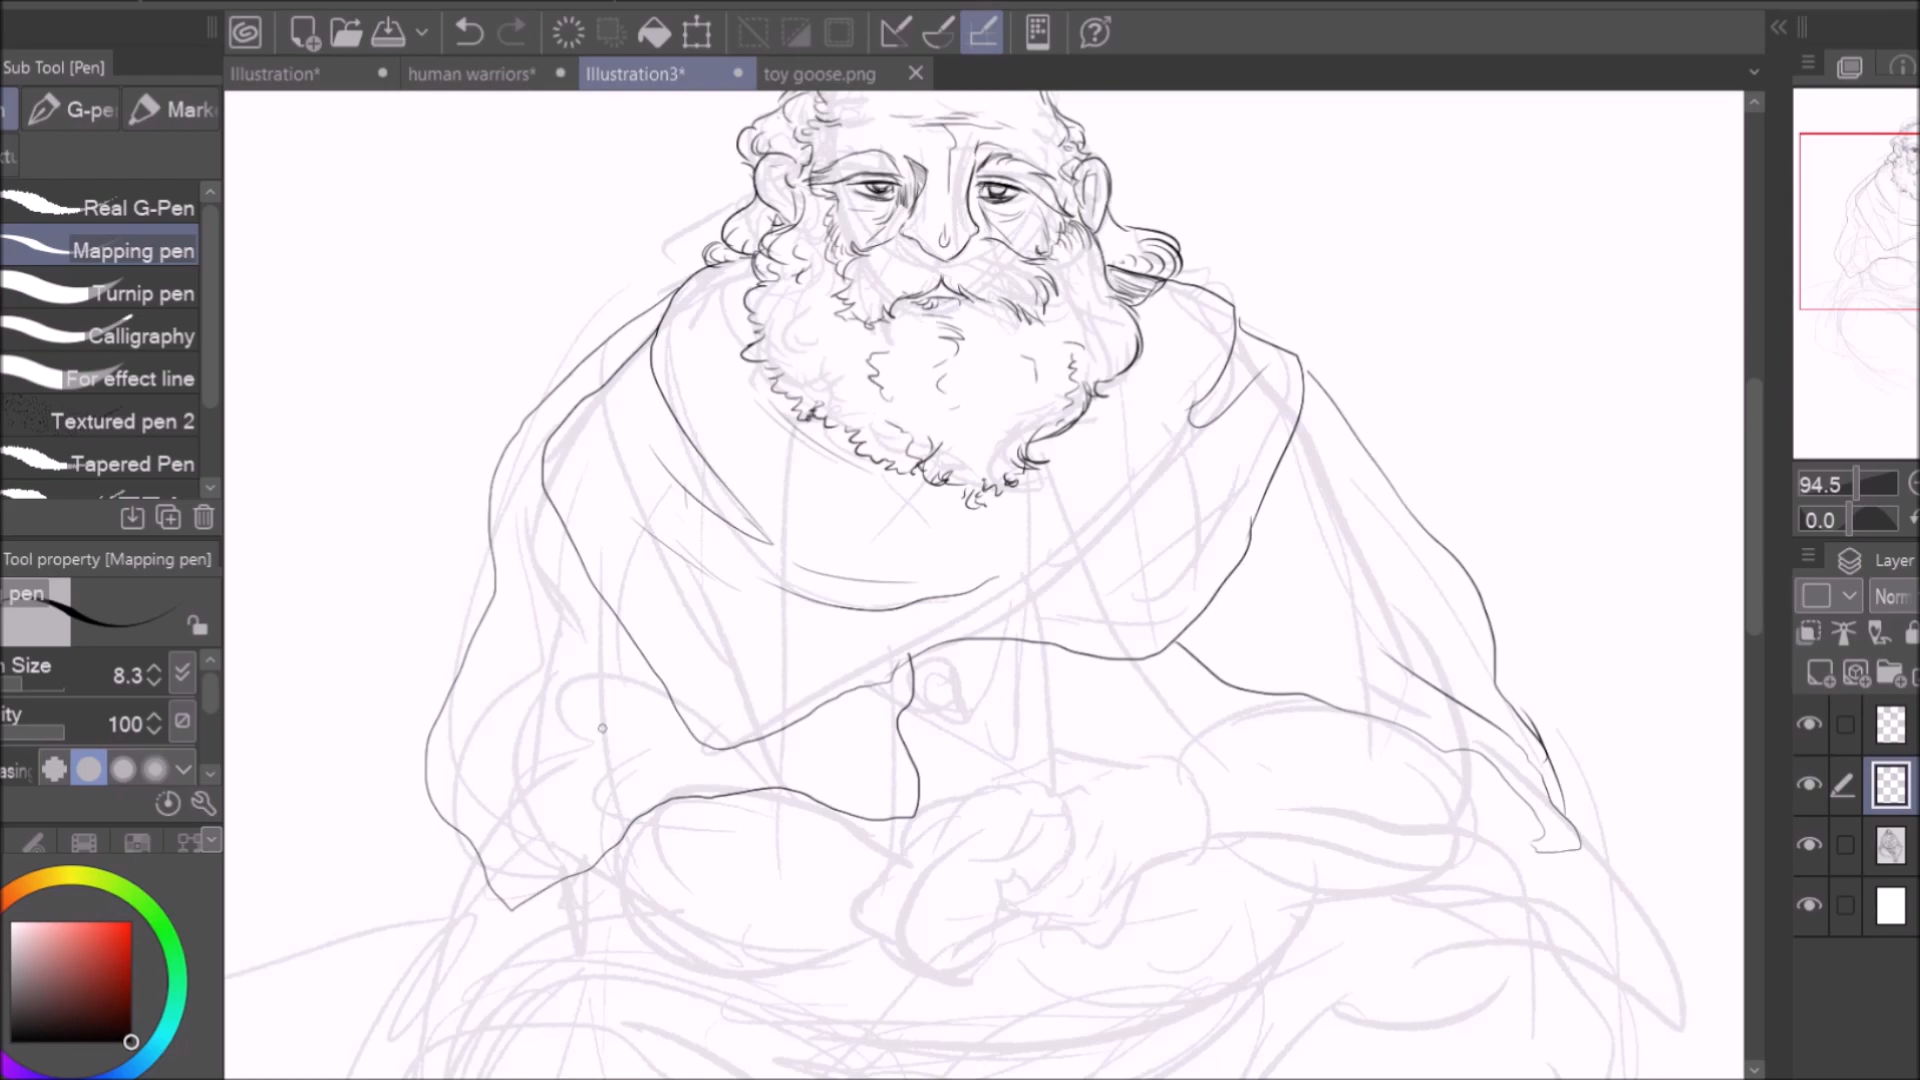 Sub Tool [Pen]
Illustration*
human warriors*
Illustration3*
toy goose.png
G-pe
Mark
Real G-Pen
Mapping pen
Turnip pen
Calligraphy
For effect line
Textured pen 2
Tapered Pen
Tool property [Mapping pen]
pen
Size
8.3
ity
100
94.5
0.0
Layer
Norm